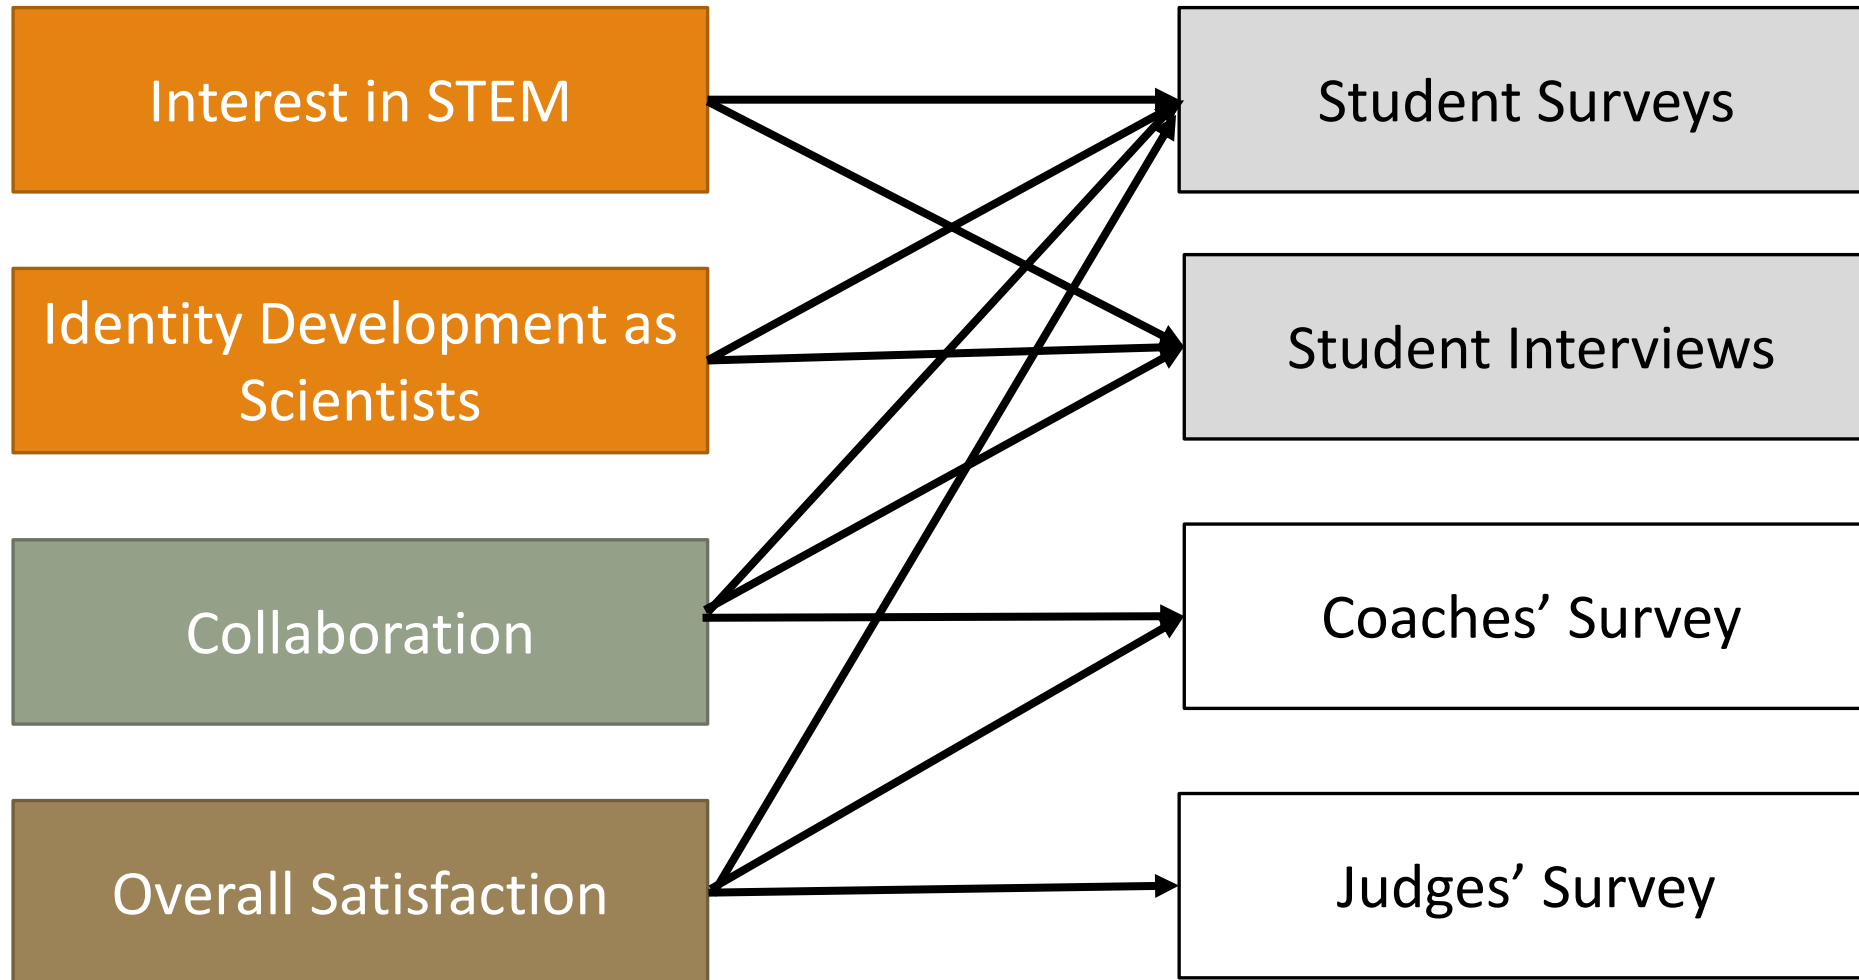 Interest in STEM
Student Surveys
Identity Development as
Scientists
Student Interviews
Collaboration
Coaches’ Survey
Overall Satisfaction
Judges’ Survey